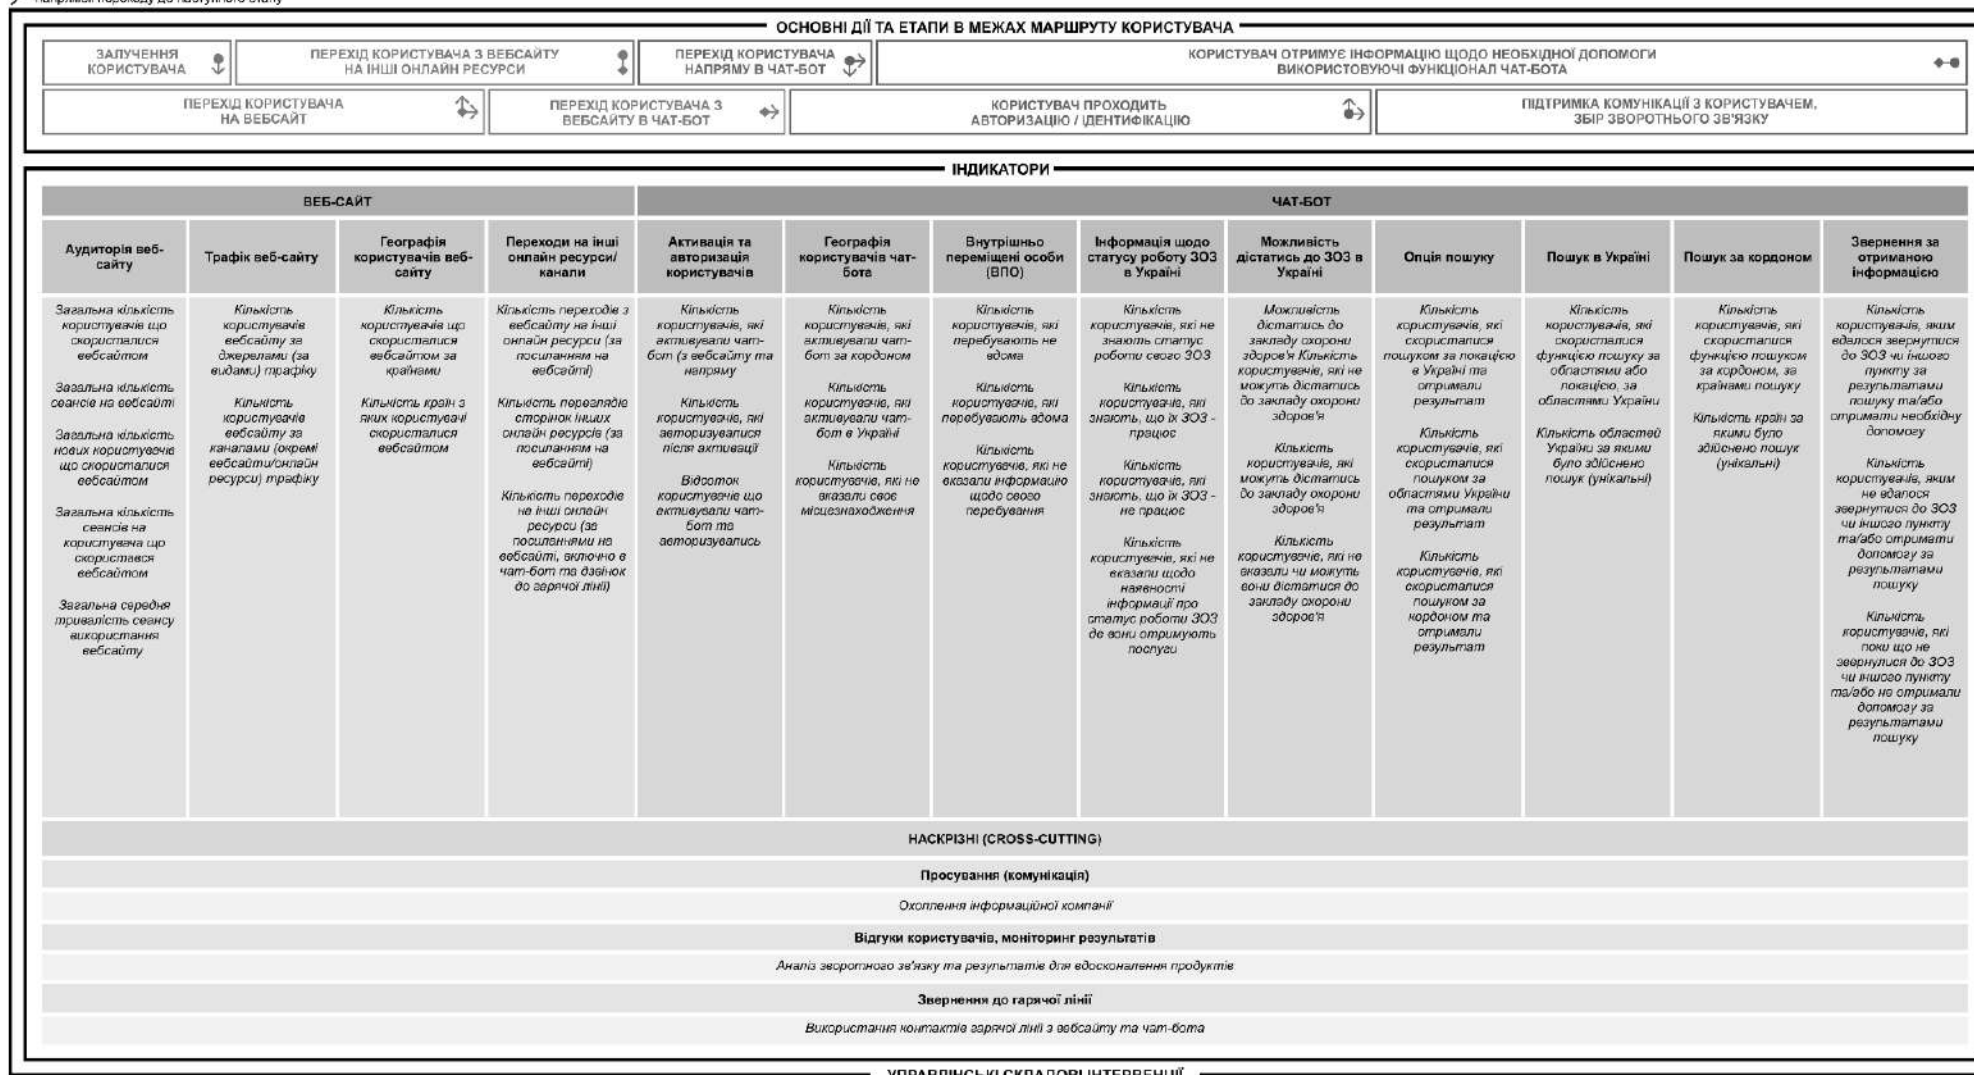 напрямки переходу до наступного етапу
ОСНОВНІ ДІЇ ТА ЕТАПИ В МЕЖАХ МАРШРУТУ КОРИСТУВАЧА
ЗАЛУЧЕННЯ
КОРИСТУВАЧА
ПЕРЕХІД КОРИСТУВАЧА З ВЕБСАЙТУ
НА ІНШІ ОНЛАЙН РЕСУРСИ
ПЕРЕХІД КОРИСТУВАЧА
НАПРЯМУ В ЧАТ-БОТ
КОРИСТУВАЧ ОТРИМУЄ ІНФОРМАЦІЮ ЩОДО НЕОБХІДНОЇ ДОПОМОГИ
ВИКОРИСТОВУЮЧІ ФУНКЦІОНАЛ ЧАТ-БОТА
ПЕРЕХІД КОРИСТУВАЧА
НА ВЕБСАЙТ
ПЕРЕХІД КОРИСТУВАЧА З
ВЕБСАЙТУ В ЧАТ-БОТ
КОРИСТУВАЧ ПРОХОДИТЬ
АВТОРИЗАЦІЮ / ІДЕНТИФІКАЦІЮ
ПІДТРИМКА КОМУНІКАЦІЇ З КОРИСТУВАЧЕМ,
ЗБІР ЗВОРОТНЬОГО ЗВ'ЯЗКУ
ІНДИКАТОРИ
ВЕБ-САЙТ
ЧАТ-БОТ
Аудиторія веб-
сайту
Трафік веб-сайту
Географія
користувачів веб-
сайту
Переходи на інші
онлайн ресурси/
канали
Активація та
авторизація
користувачів
Географія
користувачів чат-
бота
Внутрішньо
переміщені особи
(ВПО)
Інформація щодо
статусу роботу ЗОЗ
в Україні
Можливість
дістатись до ЗОЗ в
Україні
Опція пошуку
Пошук в Україні
Пошук за кордоном
Звернення за
отриманою
інформацією
Загальна кількість
користувачів що
скористалися
вебсайтом
Загальна кількість
сеансів на вебсайті
Загальна кількість
нових користувачів
що скористалися
вебсайтом
Загальна кількість
сеансів на
користувача що
скористався
вебсайтом
Загальна середня
тривалість сеансу
використання
вебсайту
Кількість
користувачів
вебсайту за
джерелами (за
видами) трафіку
Кількість
користувачів
вебсайту за
каналами (окремі
вебсайти/онлайн
ресурси) трафіку
Кількість
користувачів що
скористалися
вебсайтом за
країнами
Кількість країн з
яких користувачі
скористалися
вебсайтом
Кількість переходів з
вебсайту на інші
онлайн ресурси (за
посиланням на
вебсайті)
Кількість переглядів
сторінок інших
онлайн ресурсів (за
посиланням на
вебсайті)
Кількість переходів
на інші онлайн
ресурси (за
посиланнями на
вебсайті, включно в
чат-бот та дзвінок
до гарячої лінії)
Кількість
користувачів, які
активували чат-
бот (з вебсайту та
напряму
Кількість
користувачів, які
авторизувалися
після активації
Відсоток
користувачів що
активували чат-
бот та
авторизувались
Кількість
користувачів, які
активували чат-
бот за кордоном
Кількість
користувачів, які
активували чат-
бот в Україні
Кількість
користувачів, які не
вказали своє
місцезнаходження
Кількість
користувачів, які
перебувають не
вдома
Кількість
користувачів, які
перебувають вдома
Кількість
користувачів, які не
вказали інформацію
щодо свого
перебування
Кількість
користувачів, які не
знають статус
роботи свого ЗОЗ
Кількість
користувачів, які
знають, що їх ЗОЗ -
працює
Кількість
користувачів, які
знають, що їх ЗОЗ -
не працює
Кількість
користувачів, які не
вказали щодо
наявності
інформації про
статус роботи ЗОЗ
де вони отримують
послуги
Можливість
дістатись до
закладу охорони
здоров'я Кількість
користувачів, які не
можуть дістатись
до закладу охорони
здоров'я
Кількість
користувачів, які
можуть дістатись
до закладу охорони
здоров'я
Кількість
користувачів, які не
вказали чи можуть
вони дістатися до
закладу охорони
здоров'я
Кількість
користувачів, які
скористалися
пошуком за локацією
в Україні та
отримали
результат
Кількість
користувачів, які
скористалися
пошуком за
областями України
та отримали
результат
Кількість
користувачів, які
скористалися
пошуком за
кордоном та
отримали
результат
Кількість
користувачів, які
скористалися
функцією пошуку за
областями або
локацією, за
областями України
Кількість областей
України за якими
було здійснено
пошук (унікальні)
Кількість
користувачів, які
скористалися
функцією пошуком
за кордоном, за
країнами пошуку
Кількість країн за
якими було
здійснено пошук
(унікальні)
Кількість
користувачів, яким
вдалося звернутися
до ЗОЗ чи іншого
пункту за
результатами
пошуку та/або
отримати необхідну
допомогу
Кількість
користувачів, яким
не вдалося
звернутися до ЗОЗ
чи іншого пункту
та/або отримати
допомогу за
результатами
пошуку
Кількість
користувачів, які
поки що не
звернулися до ЗОЗ
чи іншого пункту
та/або не отримали
допомогу за
результатами
пошуку
НАСКРІЗНІ (CROSS-CUTTING)
Просування (комунікація)
Охоплення інформаційної компанії
Відгуки користувачів, моніторинг результатів
Аналіз зворотного зв'язку та результатів для вдосконалення продуктів
Звернення до гарячої лінії
Використання контактів гарячої лінії з вебсайту та чат-бота
УПРАВЛІНСЬКІ СКЛАДОВІ ІНТЕРВЕНЦІЇ